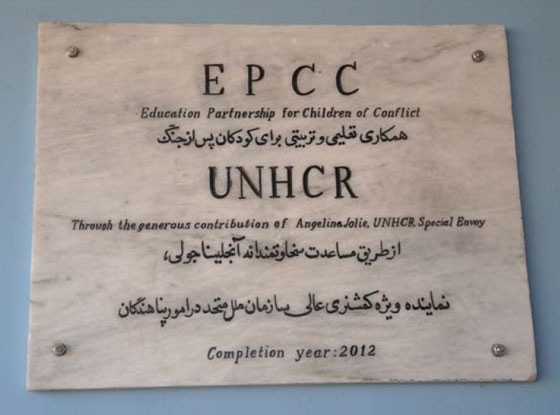 E P C C
Education Partnership for Children of Conflict
همکاری تعلیمی و تربیتی برای کودکان پس از جنگ
UNHCR
Through the generous contribution of Angelina Jolie, UNHCR Special Envoy
از طریق مساعدت سخاوتمندانه آنجلینا جولی،
نماینده ویژه کمشنری عالی سازمان ملل متحد در امور پناهندگان
Completion year:2012